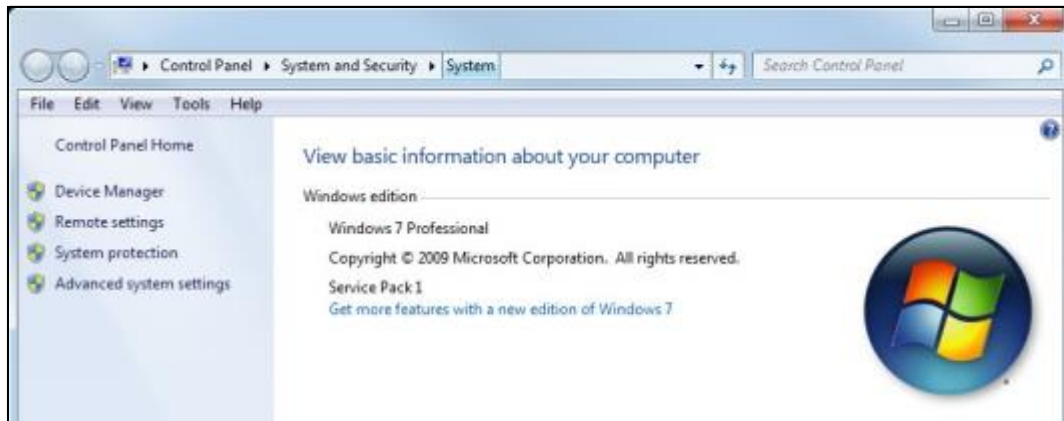 Control Panel ▸ System and Security ▸ System
Search Control Panel
File Edit View Tools Help
Control Panel Home
Device Manager
Remote settings
System protection
Advanced system settings
View basic information about your computer
Windows edition
Windows 7 Professional
Copyright © 2009 Microsoft Corporation. All rights reserved.
Service Pack 1
Get more features with a new edition of Windows 7